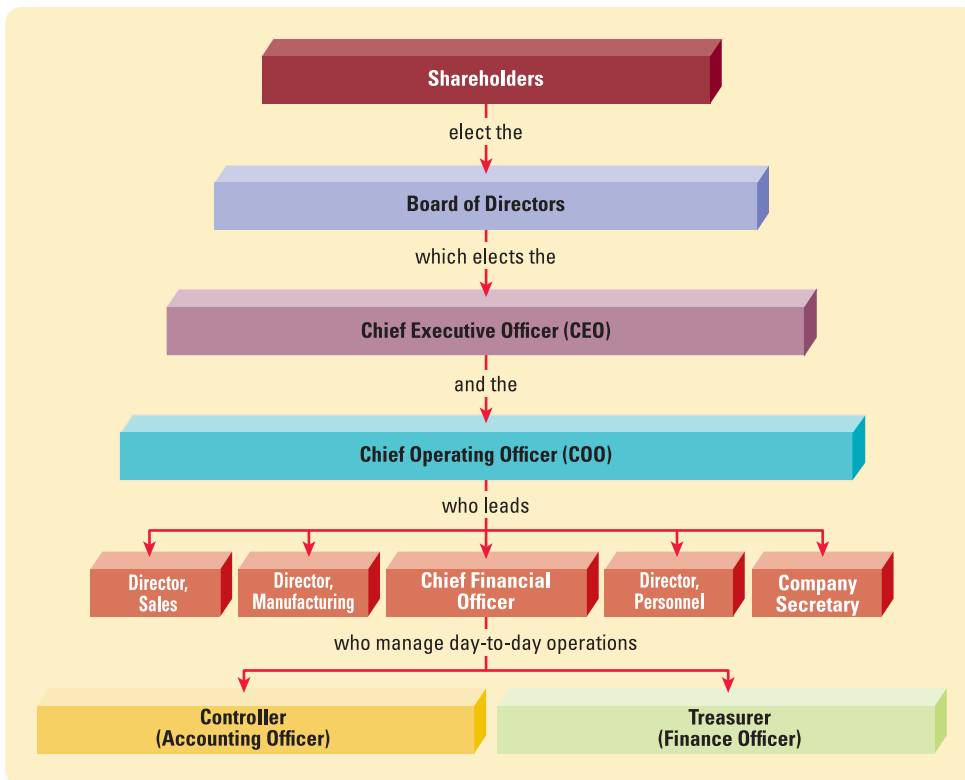 Shareholders
elect the
Board of Directors
which elects the
Chief Executive Officer (CEO)
and the
Chief Operating Officer (COO)
who leads
Director,
Sales
Director,
Manufacturing
Chief Financial
Officer
Director,
Personnel
Company
Secretary
who manage day-to-day operations
Controller
(Accounting Officer)
Treasurer
(Finance Officer)